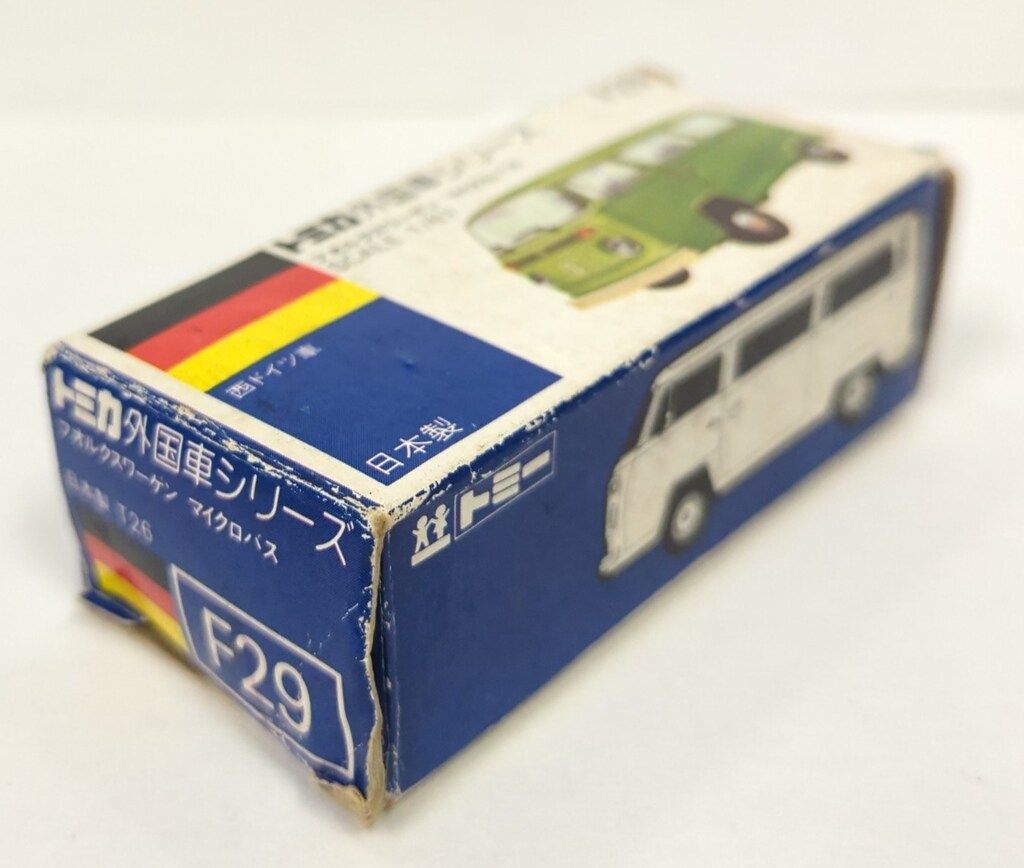 トミカ外国車シリーズ
西ドイツ車
日本製
トミカ外国車シリーズ
フオルクスワーゲン マイクロバス
日本製 T26
F29
トミー